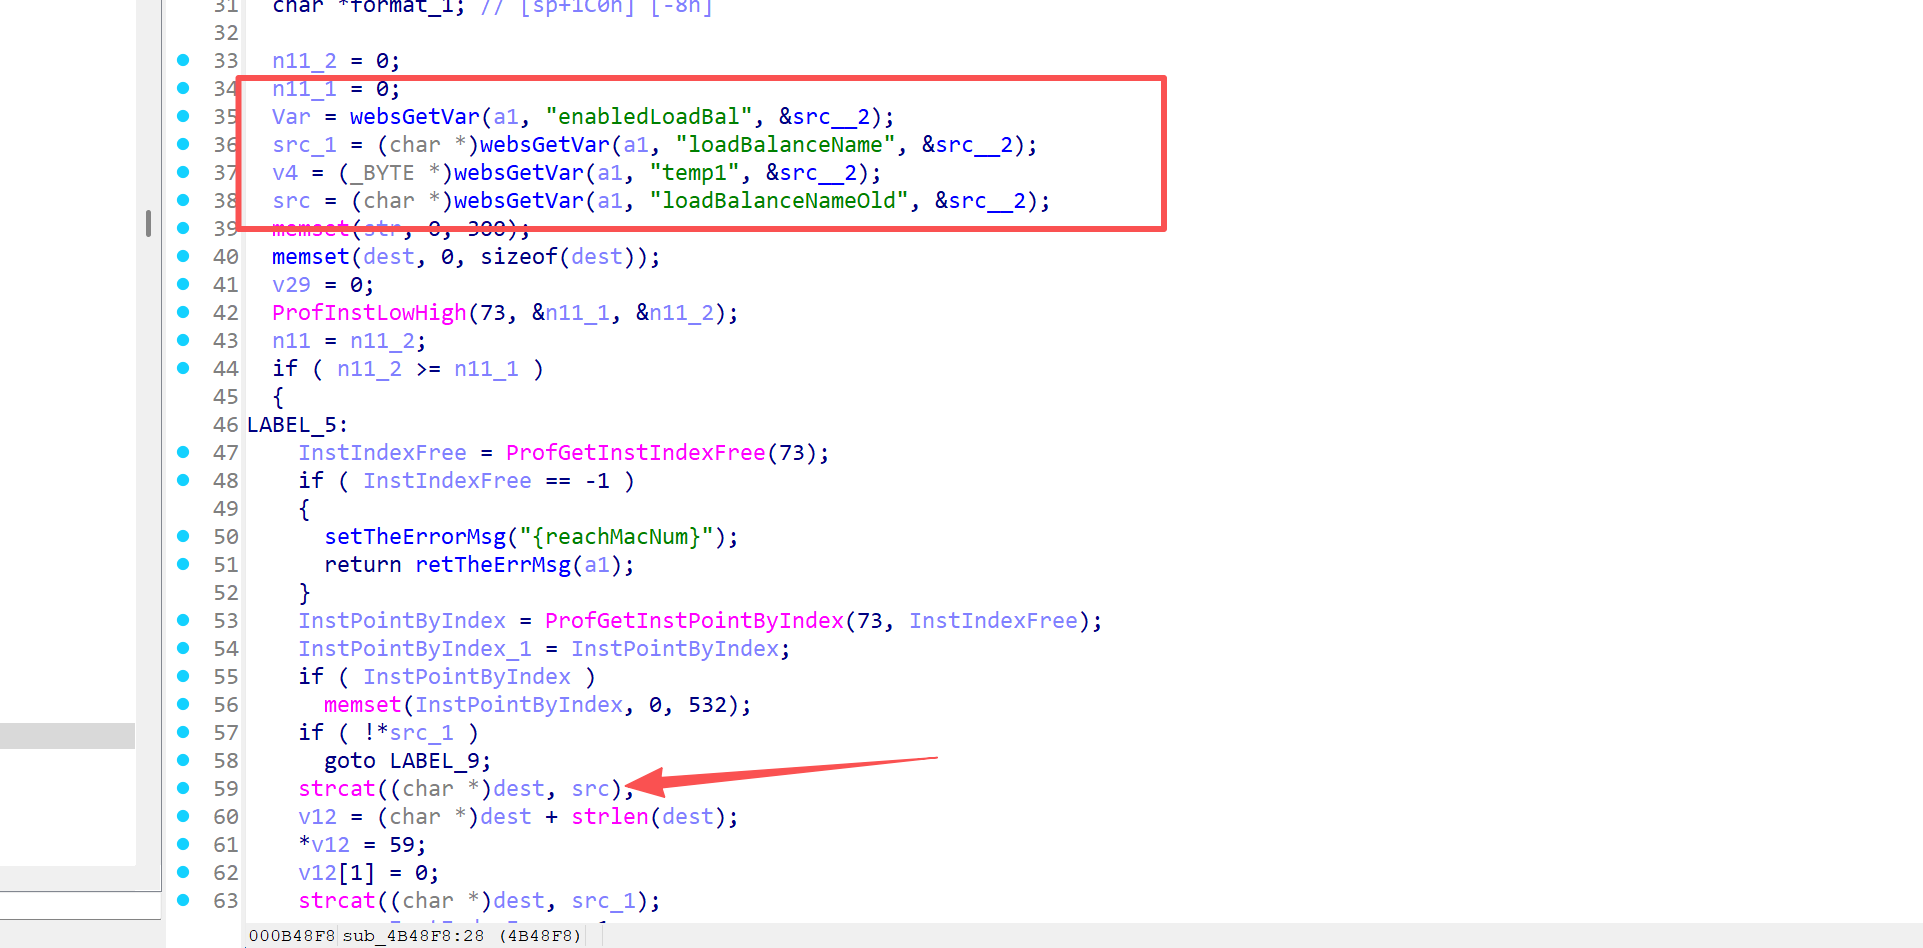 31 char *format_1; // [sp+1C0h] [-8h]
32
33 n11_2 = 0;
34 n11_1 = 0;
35 Var = websGetVar(a1, "enabledLoadBal", &src__2);
36 src_1 = (char *)websGetVar(a1, "loadBalanceName", &src__2);
37 v4 = (_BYTE *)websGetVar(a1, "temp1", &src__2);
38 src = (char *)websGetVar(a1, "loadBalanceNameOld", &src__2);
39 memset(str, 0, 300);
40 memset(dest, 0, sizeof(dest));
41 v29 = 0;
42 ProfInstLowHigh(73, &n11_1, &n11_2);
43 n11 = n11_2;
44 if ( n11_2 >= n11_1 )
45 {
46 LABEL_5:
47 InstIndexFree = ProfGetInstIndexFree(73);
48 if ( InstIndexFree == -1 )
49 {
50 setTheErrorMsg("{reachMacNum}");
51 return retTheErrMsg(a1);
52 }
53 InstPointByIndex = ProfGetInstPointByIndex(73, InstIndexFree);
54 InstPointByIndex_1 = InstPointByIndex;
55 if ( InstPointByIndex )
56 memset(InstPointByIndex, 0, 532);
57 if ( !*src_1 )
58 goto LABEL_9;
59 strcat((char *)dest, src);
60 v12 = (char *)dest + strlen(dest);
61 *v12 = 59;
62 v12[1] = 0;
63 strcat((char *)dest, src_1);
000B48F8 sub_4B48F8:28 (4B48F8)